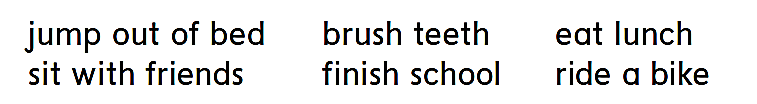 jump out of bed brush teeth eat lunch
sit with friends finish school ride a bike